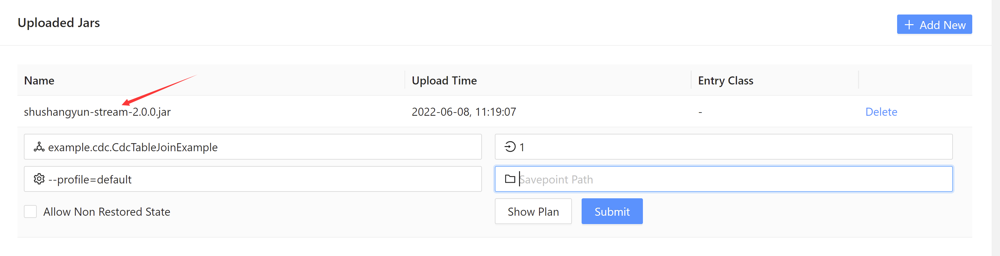 Uploaded Jars
+ Add New
Name Upload Time Entry Class
shushangyun-stream-2.0.0.jar 2022-06-08, 11:19:07 - Delete
example.cdc.CdcTableJoinExample 1
--profile=default Savepoint Path
Allow Non Restored State Show Plan Submit